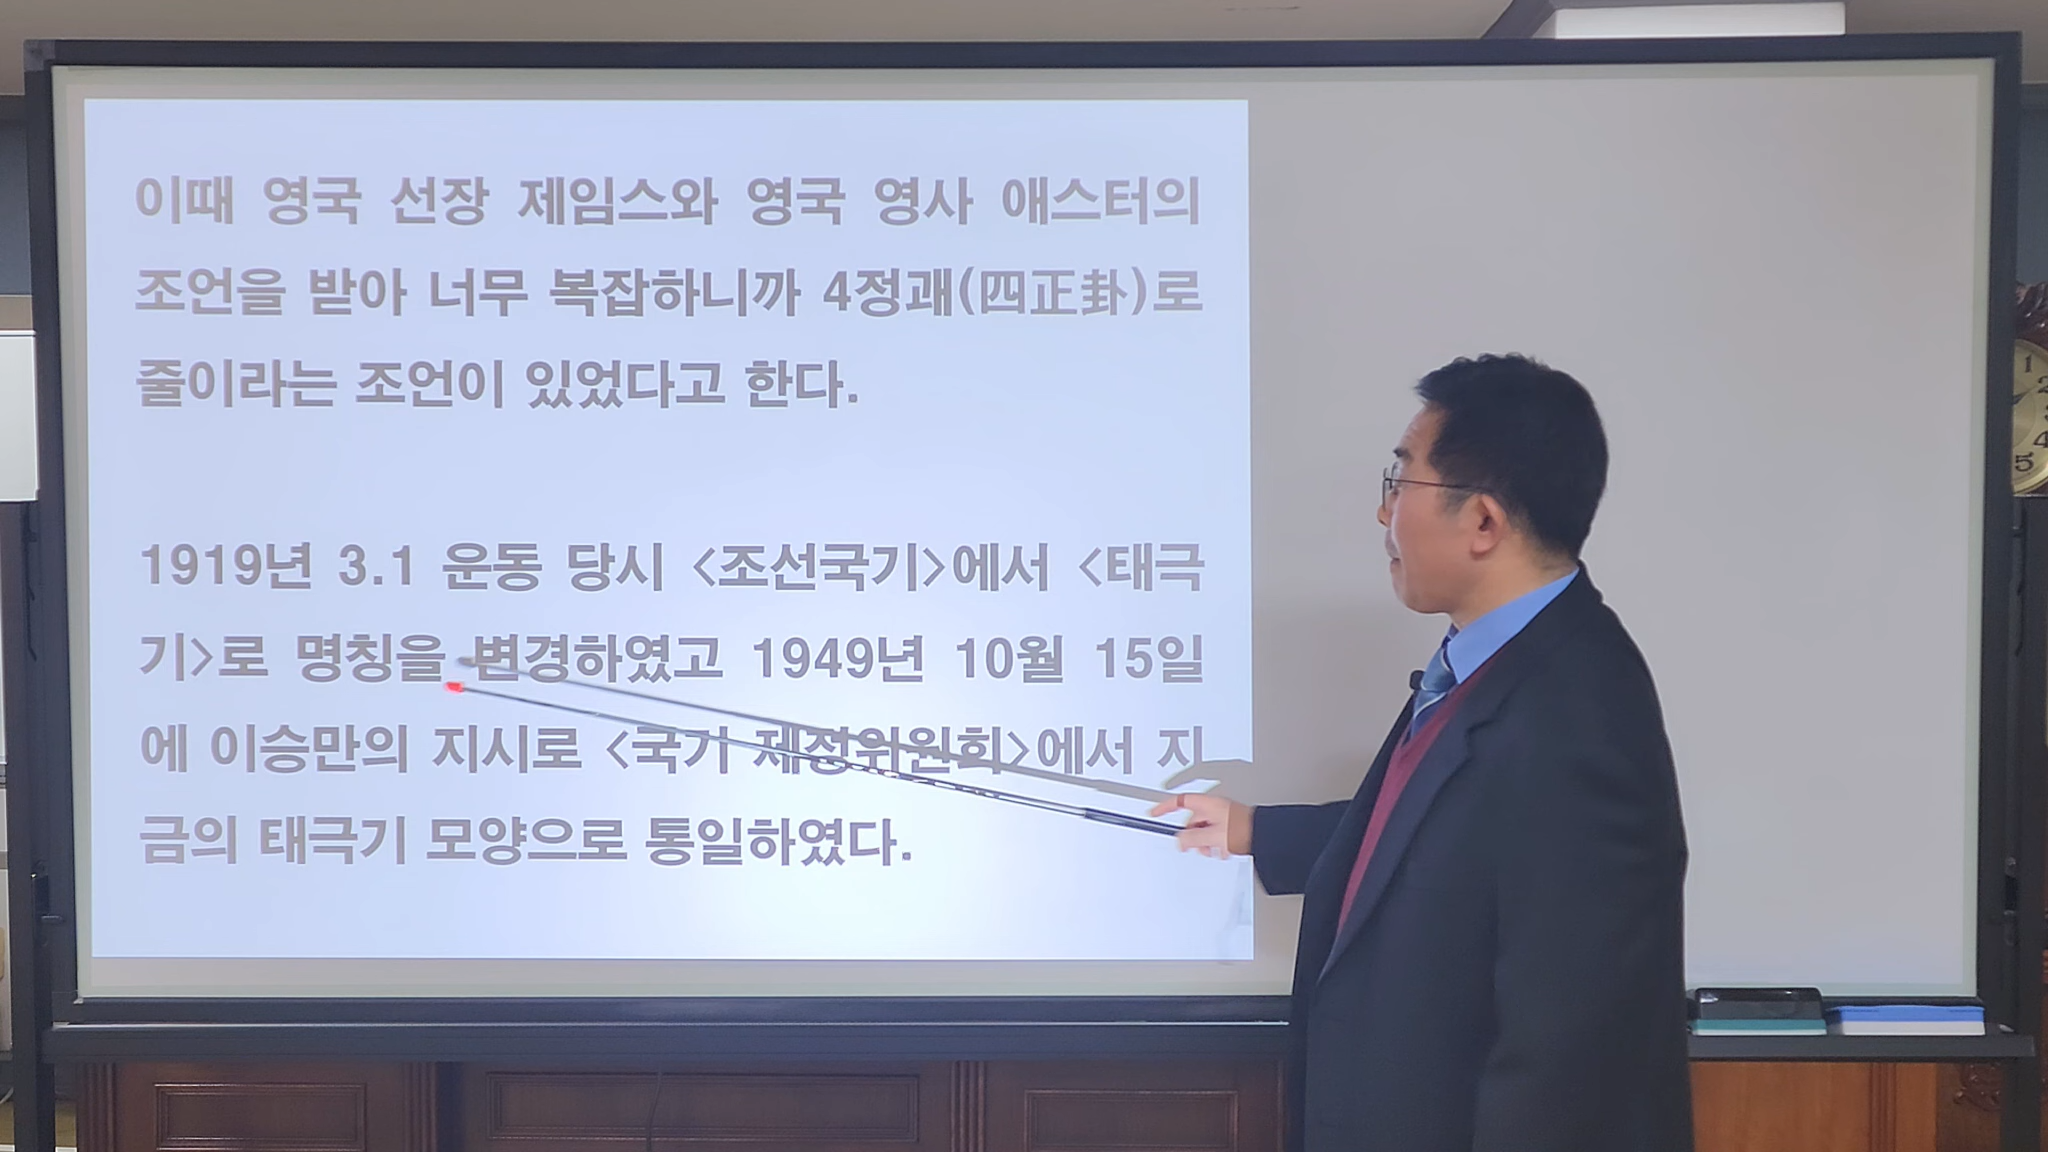 이때 영국 선장 제임스와 영국 영사 애스터의
조언을 받아 너무 복잡하니까 4정괘(四正卦)로
줄이라는 조언이 있었다고 한다.
1919년 3.1 운동 당시 <조선국기>에서 <태극
기>로 명칭을 변경하였고 1949년 10월 15일
에 이승만의 지시로 <국기 제정위원회>에서 지
금의 태극기 모양으로 통일하였다.
1
2
4
5